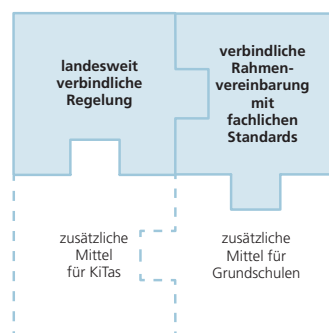 landesweit
verbindliche
Regelung
verbindliche
Rahmen-
vereinbarung
mit
fachlichen
Standards
zusätzliche
Mittel
für KiTas
zusätzliche
Mittel für
Grundschulen